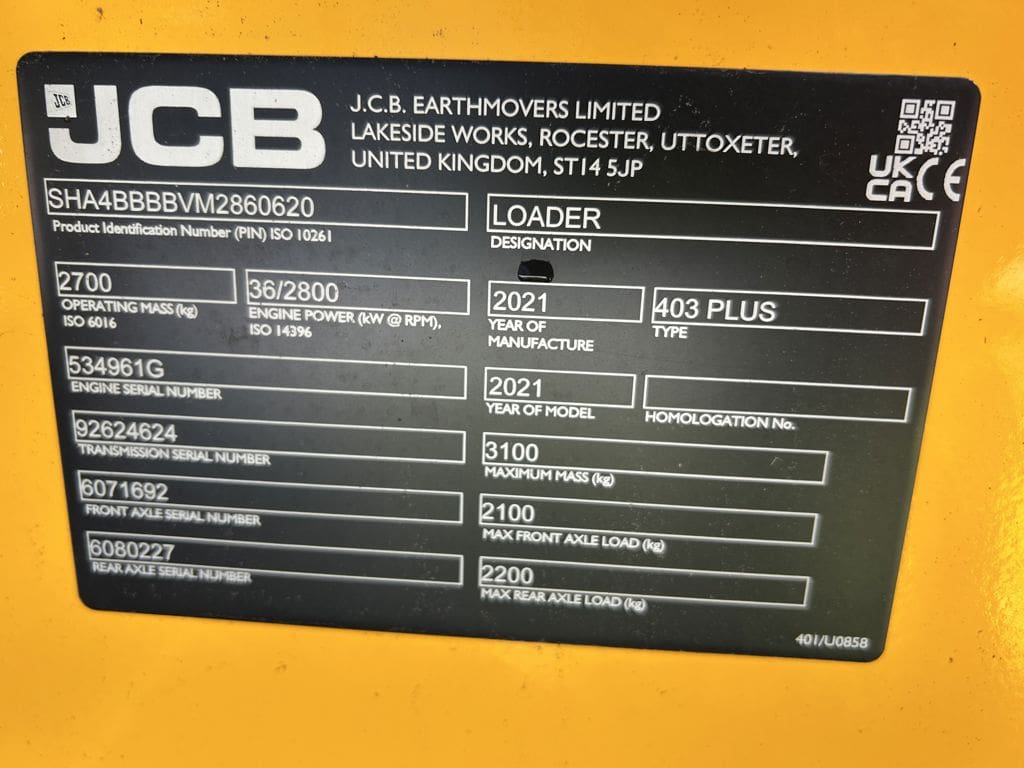 JCB
JCB
J.C.B. EARTHMOVERS LIMITED
LAKESIDE WORKS, ROCESTER, UTTOXETER,
UNITED KINGDOM, ST14 5JP
UK
CA CE
SHA4BBBBVM2860620
Product Identification Number (PIN) ISO 10261
LOADER
DESIGNATION
2700
OPERATING MASS (kg)
ISO 6016
36/2800
ENGINE POWER (kW @ RPM),
ISO 14396
2021
YEAR OF
MANUFACTURE
403 PLUS
TYPE
534961G
ENGINE SERIAL NUMBER
2021
YEAR OF MODEL
HOMOLOGATION No.
92624624
TRANSMISSION SERIAL NUMBER
3100
MAXIMUM MASS (kg)
6071692
FRONT AXLE SERIAL NUMBER
2100
MAX FRONT AXLE LOAD (kg)
6080227
REAR AXLE SERIAL NUMBER
2200
MAX REAR AXLE LOAD (kg)
401/U0858